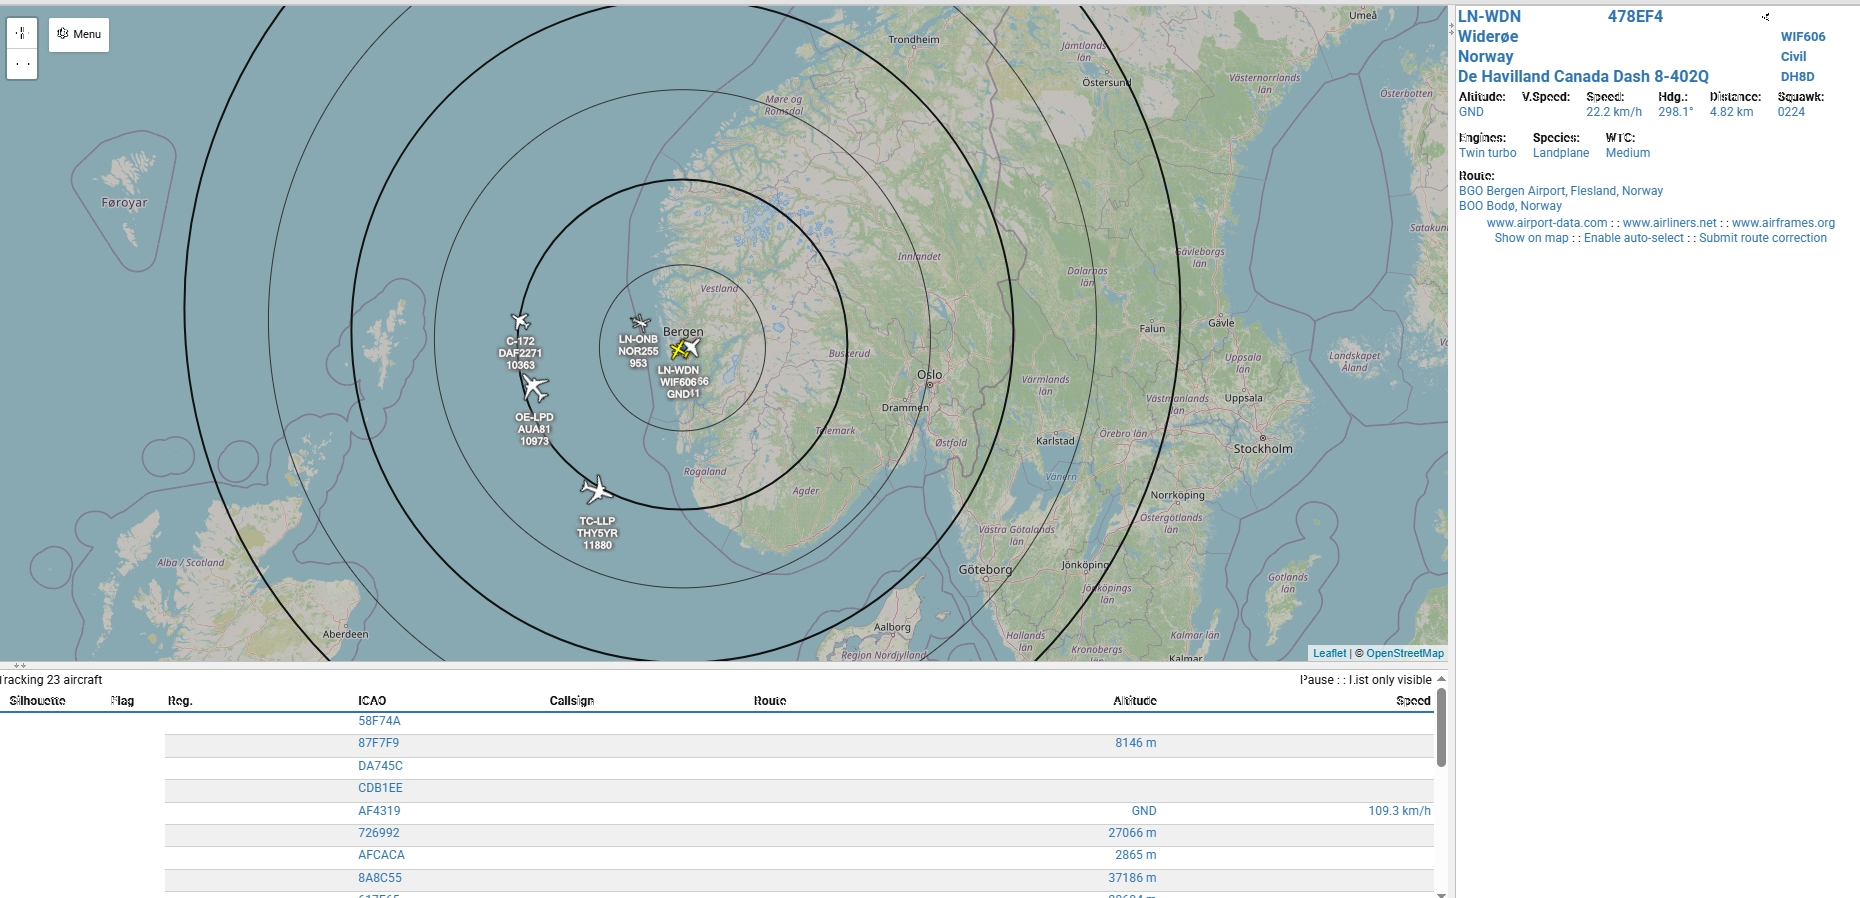 Menu
Føroyar
Trondheim
Umeå
Jämtlands
län
Östersund
Västernorrlands
län
Österbotten
Møre og
Romsdal
Innlandet
Dalarnas
län
Gävleborgs
län
Vestland
Bergen
Falun
Gävle
Buskerud
Oslo
Drammen
Värmlands
län
Uppsala
län
Västmanlands
län
Uppsala
Landskapet
Åland
Telemark
Østfold
Karlstad
Örebro län
Stockholm
Rogaland
Agder
Vänern
Norrköping
Östergötlands
län
Västra Götalands
län
Göteborg
Jönköping
Jönköpings
län
Gotlands
län
Alba / Scotland
Aberdeen
Aalborg
Region Nordjylland
Hallands
län
Kronobergs
län
Kalmar län
Kalmar
C-172
DAF2271
10363
OE-LPD
AUA81
10973
TC-LLP
THY5YR
11880
LN-ONB
NOR255
953
LN-WDN
WIF606 66
GND 11
Leaflet | © OpenStreetMap
Tracking 23 aircraft
Pause : : List only visible
Silhouette Flag Reg. ICAO Callsign Route Altitude Speed
58F74A
87F7F9 8146 m
DA745C
CDB1EE
AF4319 GND 109.3 km/h
726992 27066 m
AFCACA 2865 m
8A8C55 37186 m
LN-WDN 478EF4
Widerøe WIF606
Norway Civil
De Havilland Canada Dash 8-402Q DH8D
Altitude: V.Speed: Speed: Hdg.: Distance: Squawk:
GND 22.2 km/h 298.1° 4.82 km 0224
Engines: Species: WTC:
Twin turbo Landplane Medium
Route:
BGO Bergen Airport, Flesland, Norway
BOO Bodø, Norway
www.airport-data.com : : www.airliners.net : : www.airframes.org
Show on map : : Enable auto-select : : Submit route correction